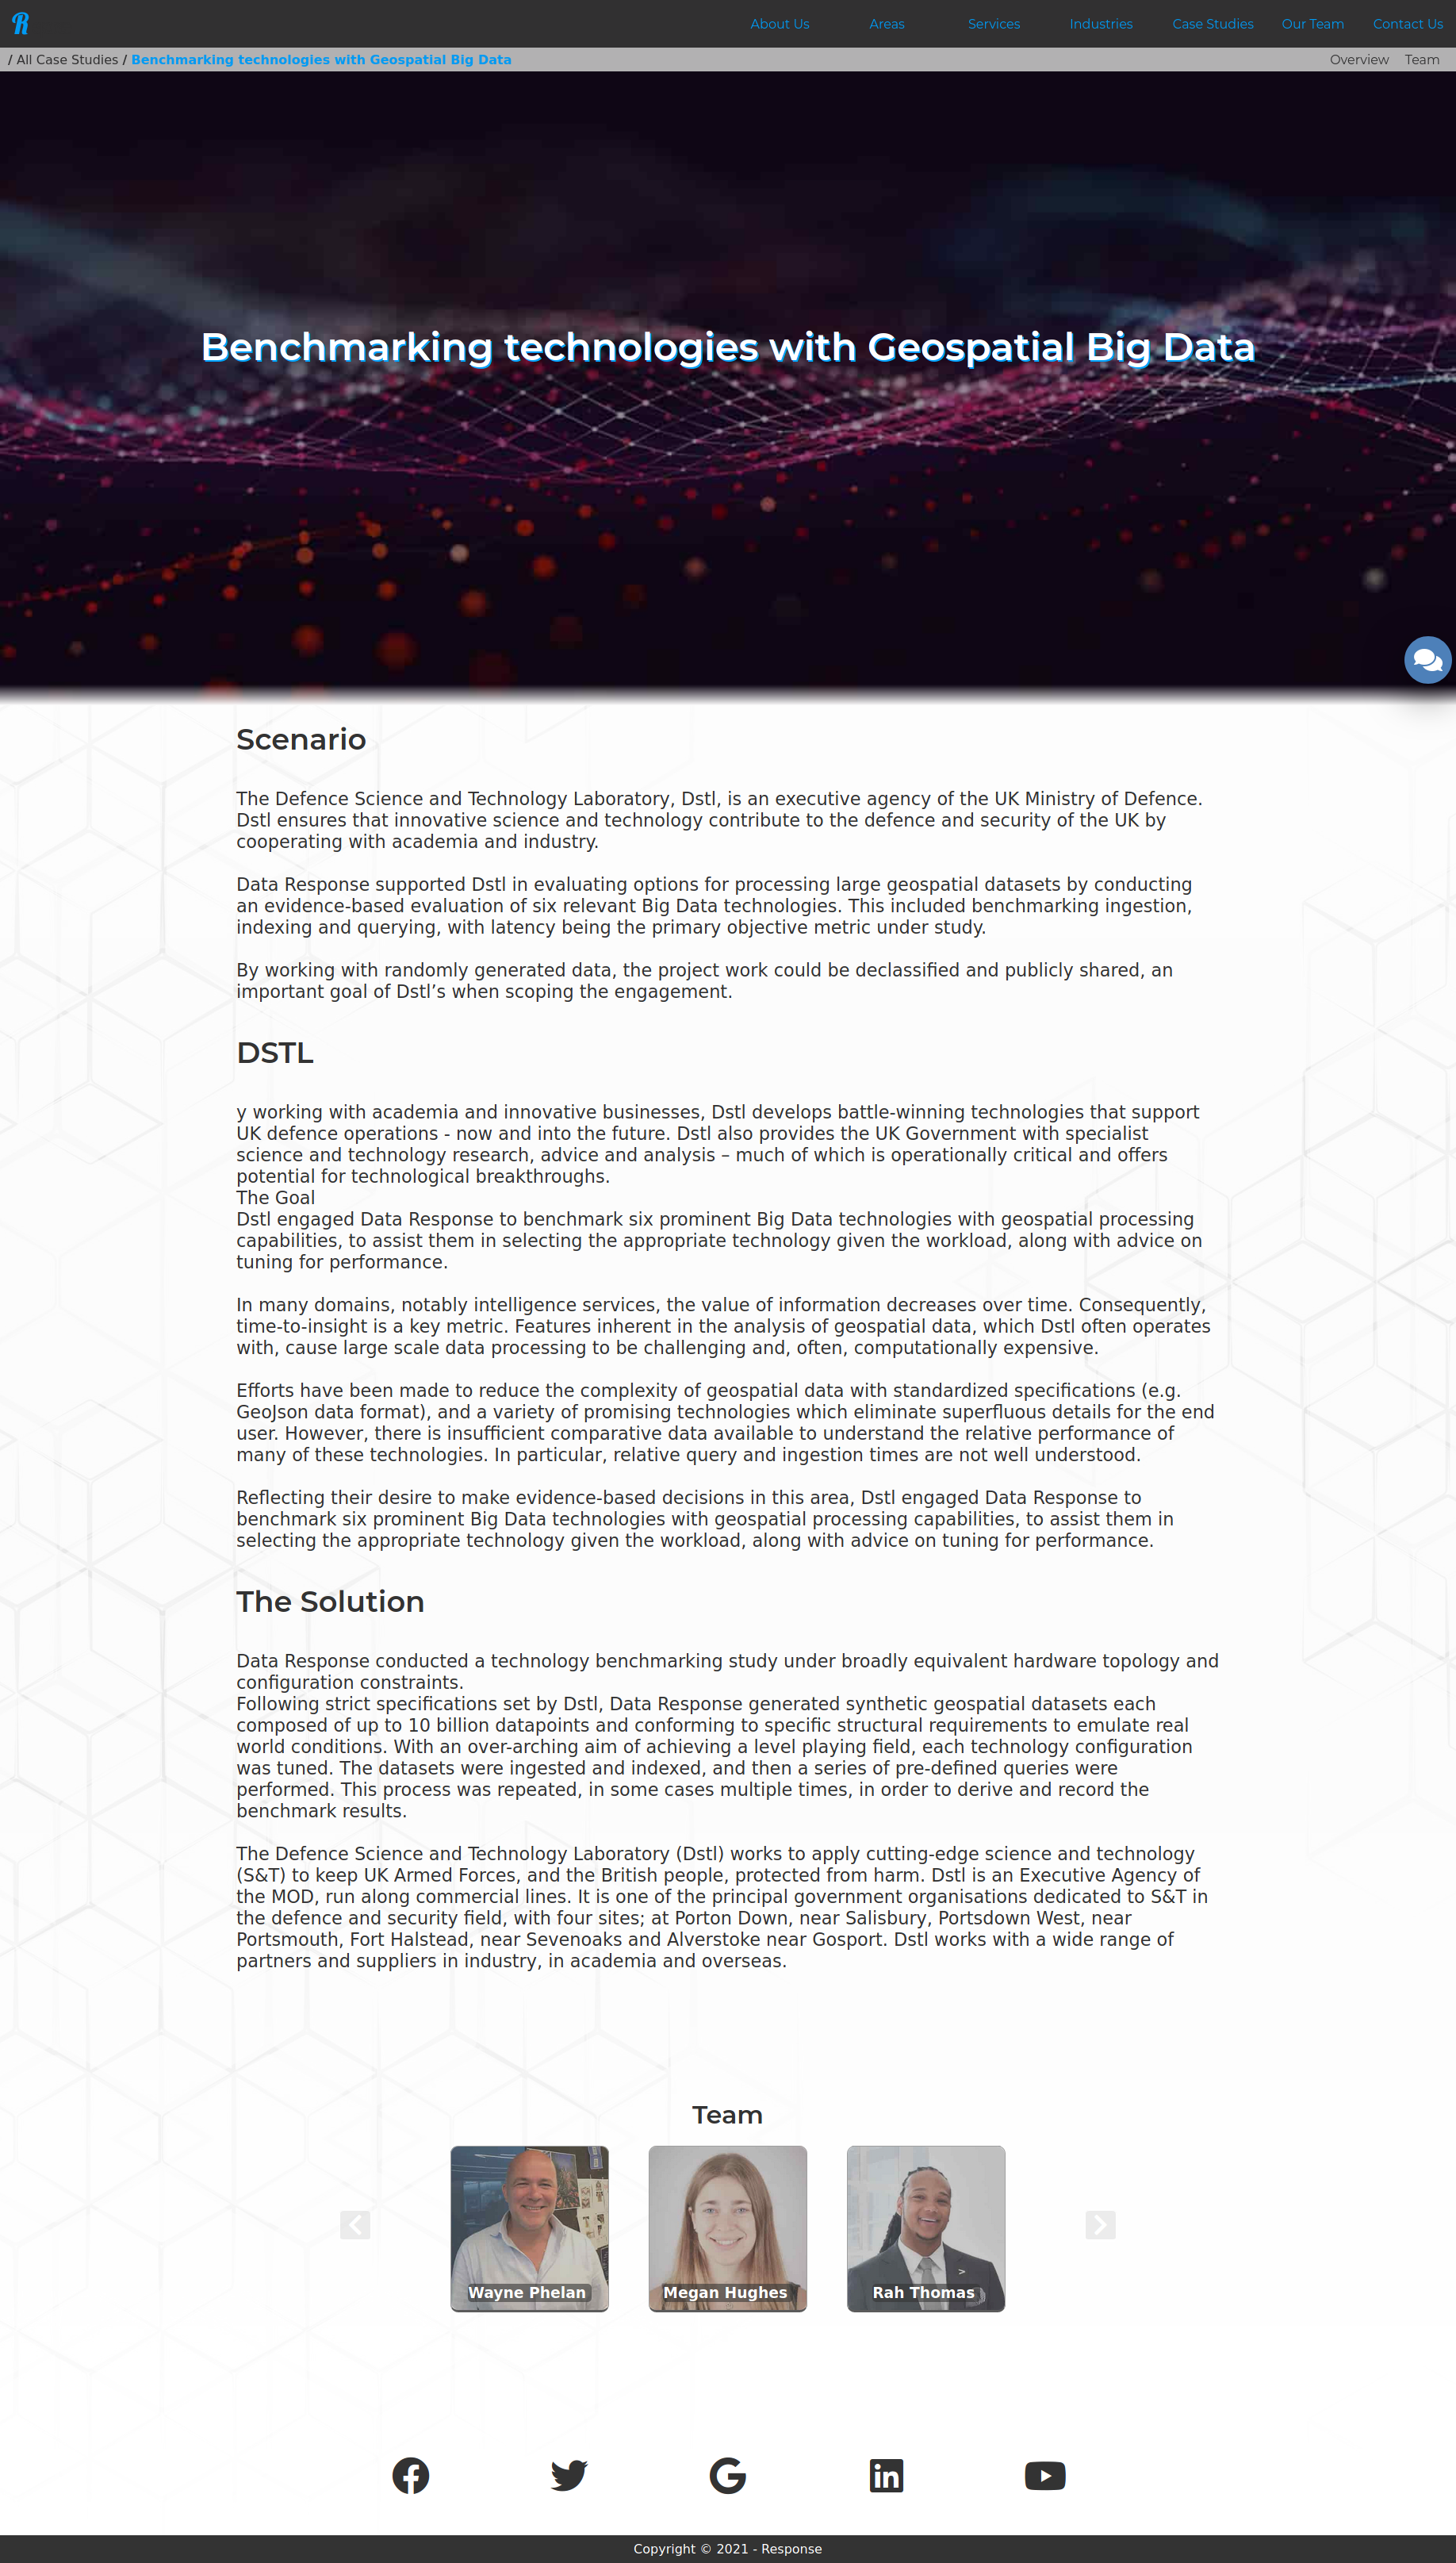 R
About Us Areas Services Industries Case Studies Our Team Contact Us
/ All Case Studies / Benchmarking technologies with Geospatial Big Data Overview Team
Benchmarking technologies with Geospatial Big Data
Scenario
The Defence Science and Technology Laboratory, Dstl, is an executive agency of the UK Ministry of Defence.
Dstl ensures that innovative science and technology contribute to the defence and security of the UK by
cooperating with academia and industry.
Data Response supported Dstl in evaluating options for processing large geospatial datasets by conducting
an evidence-based evaluation of six relevant Big Data technologies. This included benchmarking ingestion,
indexing and querying, with latency being the primary objective metric under study.
By working with randomly generated data, the project work could be declassified and publicly shared, an
important goal of Dstl’s when scoping the engagement.
DSTL
y working with academia and innovative businesses, Dstl develops battle-winning technologies that support
UK defence operations - now and into the future. Dstl also provides the UK Government with specialist
science and technology research, advice and analysis – much of which is operationally critical and offers
potential for technological breakthroughs.
The Goal
Dstl engaged Data Response to benchmark six prominent Big Data technologies with geospatial processing
capabilities, to assist them in selecting the appropriate technology given the workload, along with advice on
tuning for performance.
In many domains, notably intelligence services, the value of information decreases over time. Consequently,
time-to-insight is a key metric. Features inherent in the analysis of geospatial data, which Dstl often operates
with, cause large scale data processing to be challenging and, often, computationally expensive.
Efforts have been made to reduce the complexity of geospatial data with standardized specifications (e.g.
GeoJson data format), and a variety of promising technologies which eliminate superfluous details for the end
user. However, there is insufficient comparative data available to understand the relative performance of
many of these technologies. In particular, relative query and ingestion times are not well understood.
Reflecting their desire to make evidence-based decisions in this area, Dstl engaged Data Response to
benchmark six prominent Big Data technologies with geospatial processing capabilities, to assist them in
selecting the appropriate technology given the workload, along with advice on tuning for performance.
The Solution
Data Response conducted a technology benchmarking study under broadly equivalent hardware topology and
configuration constraints.
Following strict specifications set by Dstl, Data Response generated synthetic geospatial datasets each
composed of up to 10 billion datapoints and conforming to specific structural requirements to emulate real
world conditions. With an over-arching aim of achieving a level playing field, each technology configuration
was tuned. The datasets were ingested and indexed, and then a series of pre-defined queries were
performed. This process was repeated, in some cases multiple times, in order to derive and record the
benchmark results.
The Defence Science and Technology Laboratory (Dstl) works to apply cutting-edge science and technology
(S&T) to keep UK Armed Forces, and the British people, protected from harm. Dstl is an Executive Agency of
the MOD, run along commercial lines. It is one of the principal government organisations dedicated to S&T in
the defence and security field, with four sites; at Porton Down, near Salisbury, Portsdown West, near
Portsmouth, Fort Halstead, near Sevenoaks and Alverstoke near Gosport. Dstl works with a wide range of
partners and suppliers in industry, in academia and overseas.
Team
>
Wayne Phelan Megan Hughes Rah Thomas
Copyright © 2021 - Response